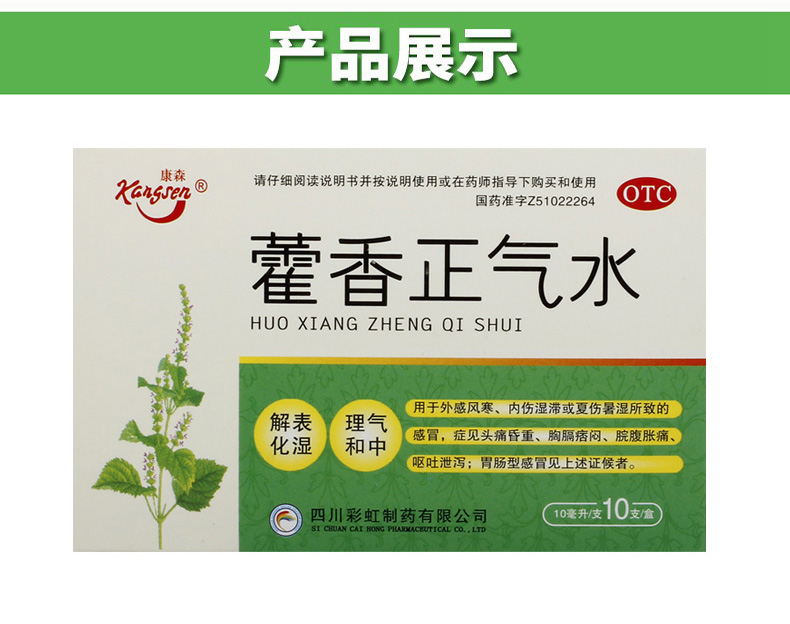 产品展示
康森
Kangsen®
请仔细阅读说明书并按说明使用或在药师指导下购买和使用
国药准字Z51022264
OTC
藿香正气水
HUO XIANG ZHENG QI SHUI
解表
化湿
理气
和中
用于外感风寒、内伤湿滞或夏伤暑湿所致的
感冒，症见头痛昏重、胸膈痞闷、脘腹胀痛、
呕吐泄泻；胃肠型感冒见上述证候者。
四川彩虹制药有限公司
SI CHUAN CAI HONG PHARMACEUTICAL CO.,LTD
10毫升/支10支/盒